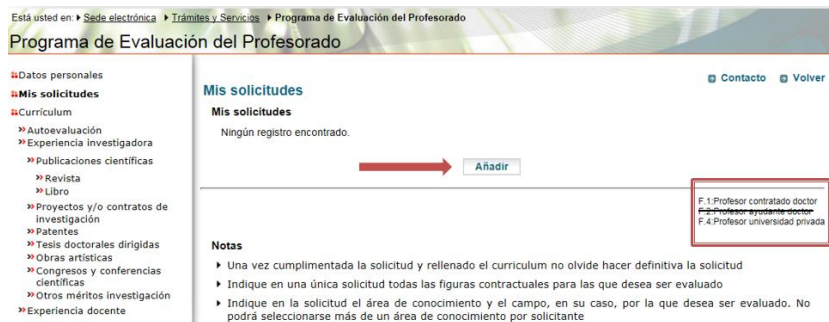 Está usted en: Sede electrónica Trámites y Servicios Programa de Evaluación del Profesorado
Programa de Evaluación del Profesorado
Datos personales
Mis solicitudes
Currículum
Autoevaluación
Experiencia investigadora
Publicaciones científicas
Revista
Libro
Proyectos y/o contratos de
investigación
Patentes
Tesis doctorales dirigidas
Obras artísticas
Congresos y conferencias
científicas
Otros méritos investigación
Experiencia docente
Contacto Volver
Mis solicitudes
Mis solicitudes
Ningún registro encontrado.
Añadir
F.1:Profesor contratado doctor
F.2:Profesor ayudante doctor
F.4:Profesor universidad privada
Notas
Una vez cumplimentada la solicitud y rellenado el curriculum no olvide hacer definitiva la solicitud
Indique en una única solicitud todas las figuras contractuales para las que desea ser evaluado
Indique en la solicitud el área de conocimiento y el campo, en su caso, por la que desea ser evaluado. No
podrá seleccionarse más de un área de conocimiento por solicitante